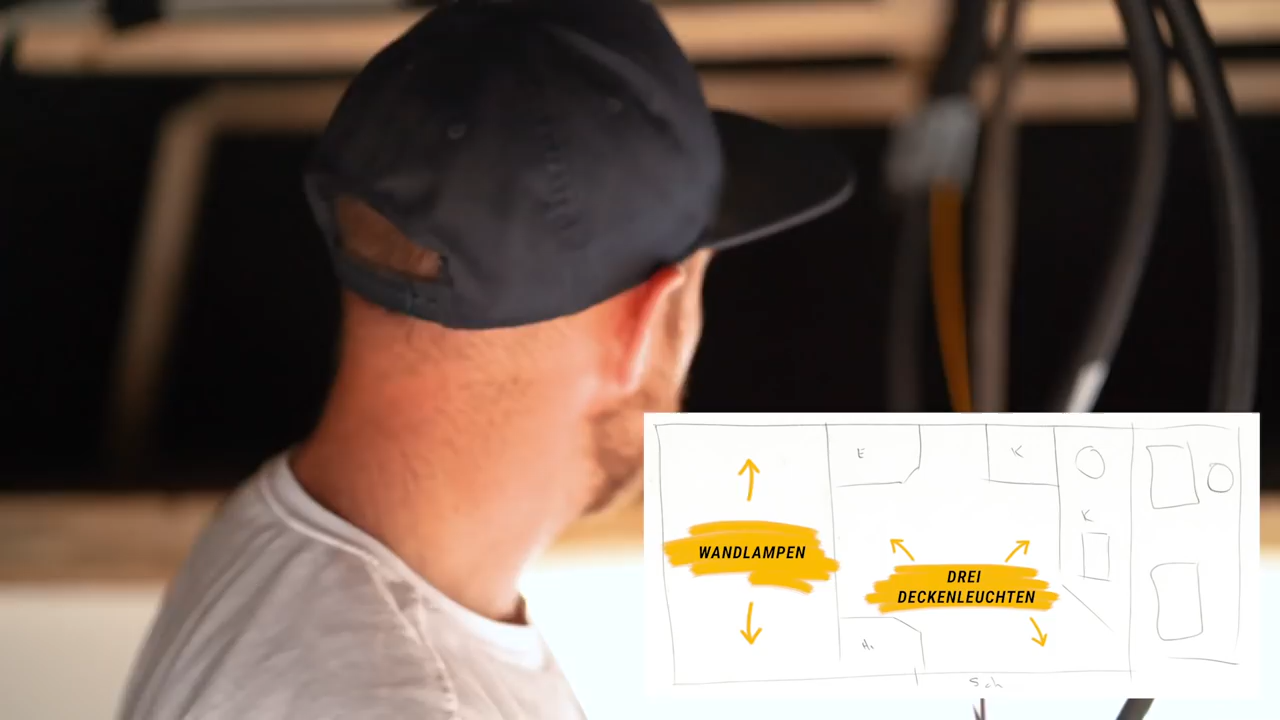 E
K
K
WANDLAMPEN
DREI
DECKENLEUCHTEN
Sch